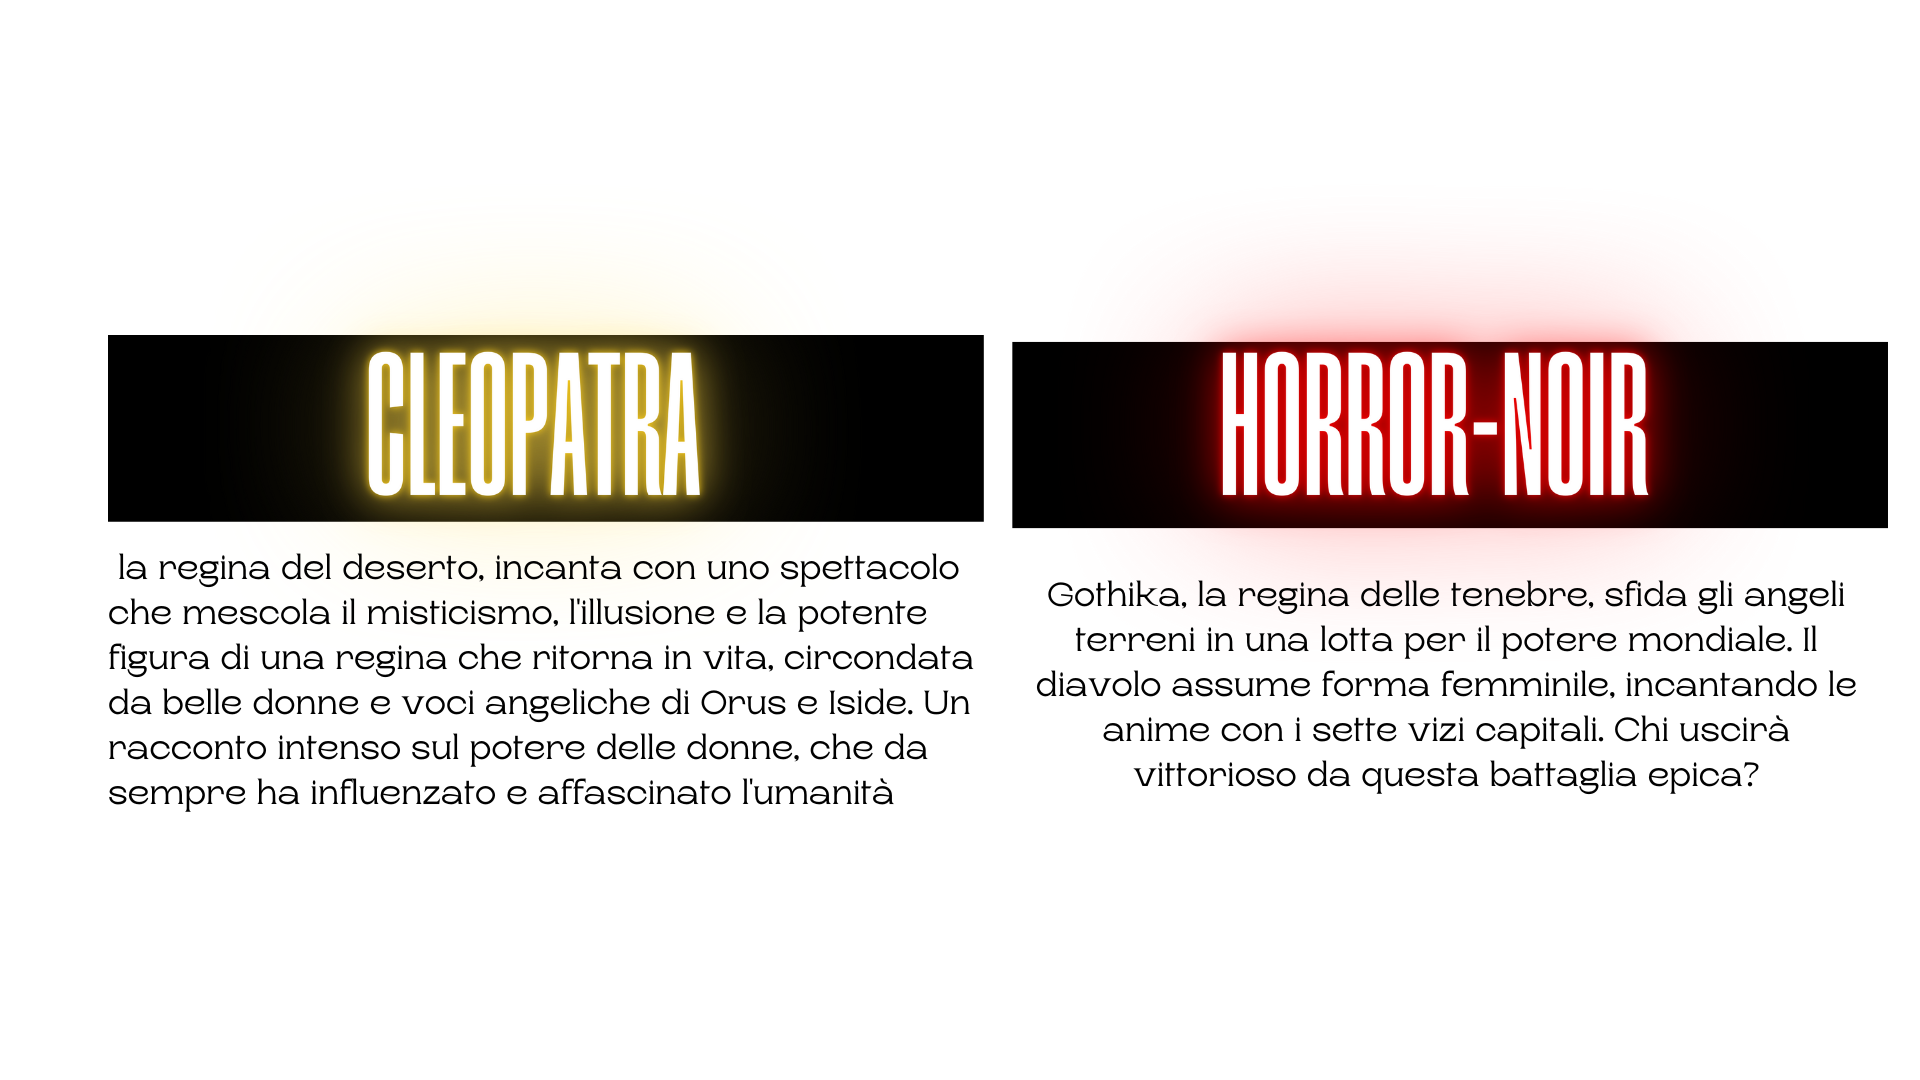 CLEOPATRA
la regina del deserto, incanta con uno spettacolo
che mescola il misticismo, l'illusione e la potente
figura di una regina che ritorna in vita, circondata
da belle donne e voci angeliche di Orus e Iside. Un
racconto intenso sul potere delle donne, che da
sempre ha influenzato e affascinato l'umanità
HORROR-NOIR
Gothika, la regina delle tenebre, sfida gli angeli
terreni in una lotta per il potere mondiale. Il
diavolo assume forma femminile, incantando le
anime con i sette vizi capitali. Chi uscirà
vittorioso da questa battaglia epica?